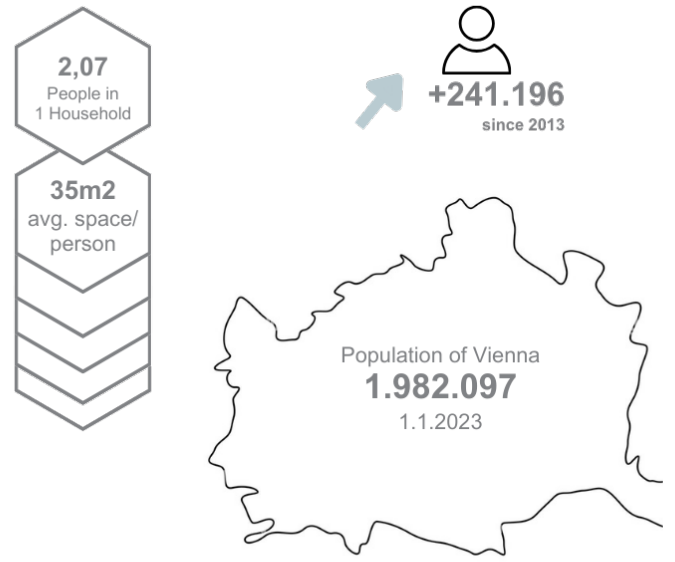 2,07
People in
1 Household
35m2
avg. space/
person
+241.196
since 2013
Population of Vienna
1.982.097
1.1.2023